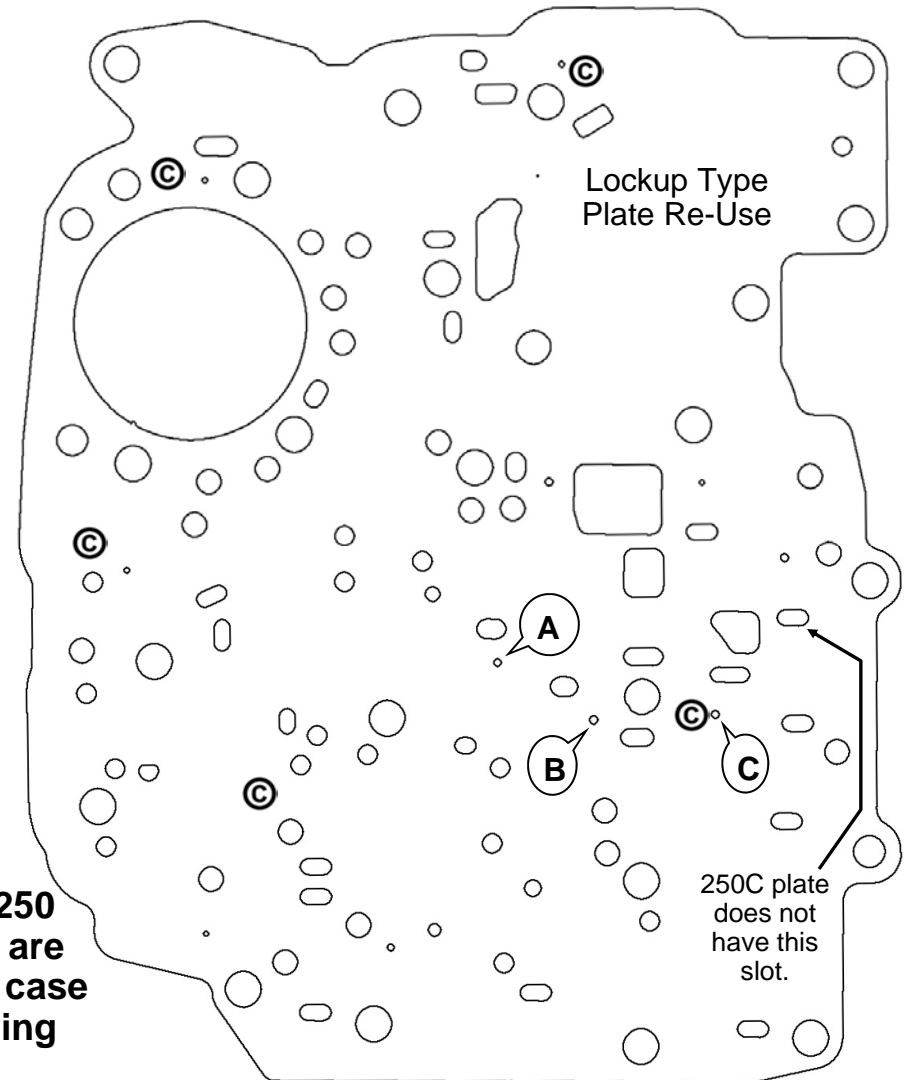 ©
Lockup Type
Plate Re-Use
©
©
A
©
B
C
©
250C plate
does not
have this
slot.
250
are
case
ing